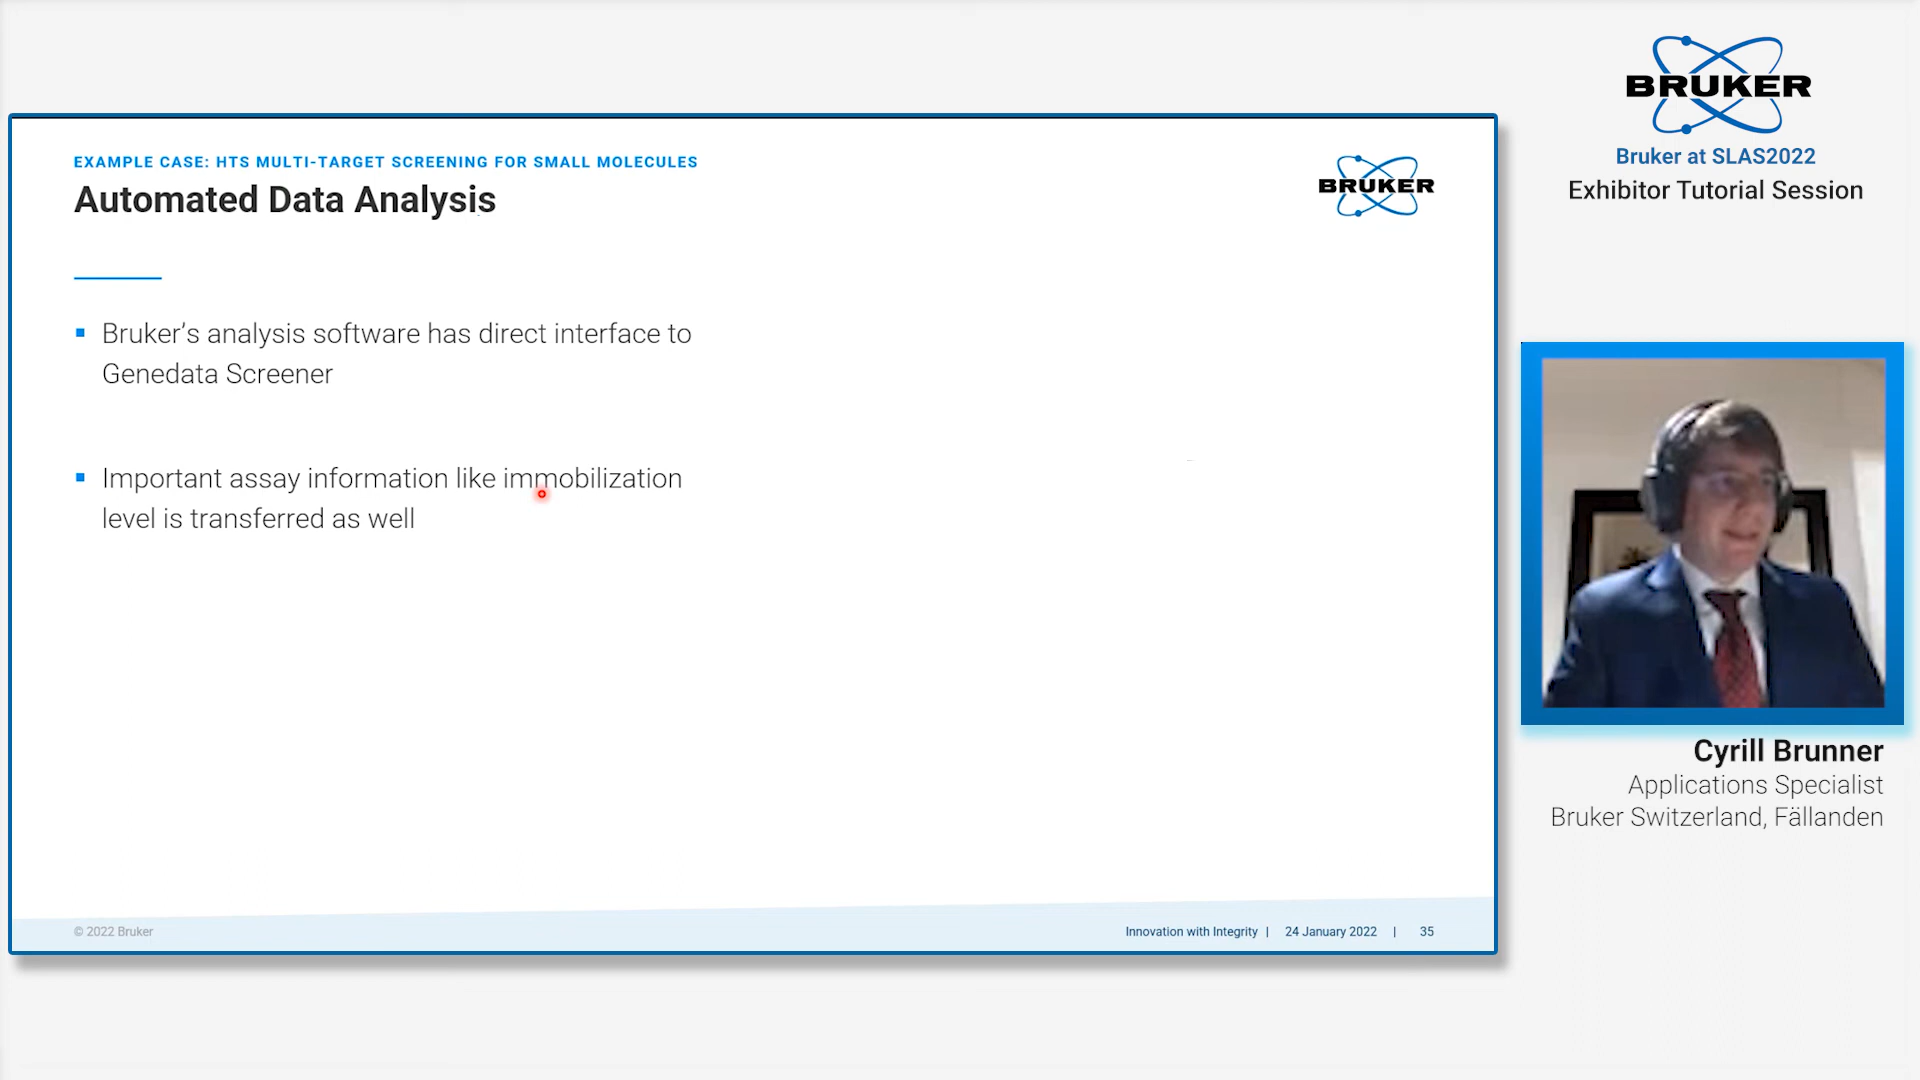 BRUKER
Bruker at SLAS2022
Exhibitor Tutorial Session
EXAMPLE CASE: HTS MULTI-TARGET SCREENING FOR SMALL MOLECULES
Automated Data Analysis
BRUKER
Bruker’s analysis software has direct interface to
Genedata Screener
Important assay information like immobilization
level is transferred as well
© 2022 Bruker
Innovation with Integrity | 24 January 2022 | 35
Cyrill Brunner
Applications Specialist
Bruker Switzerland, Fällanden